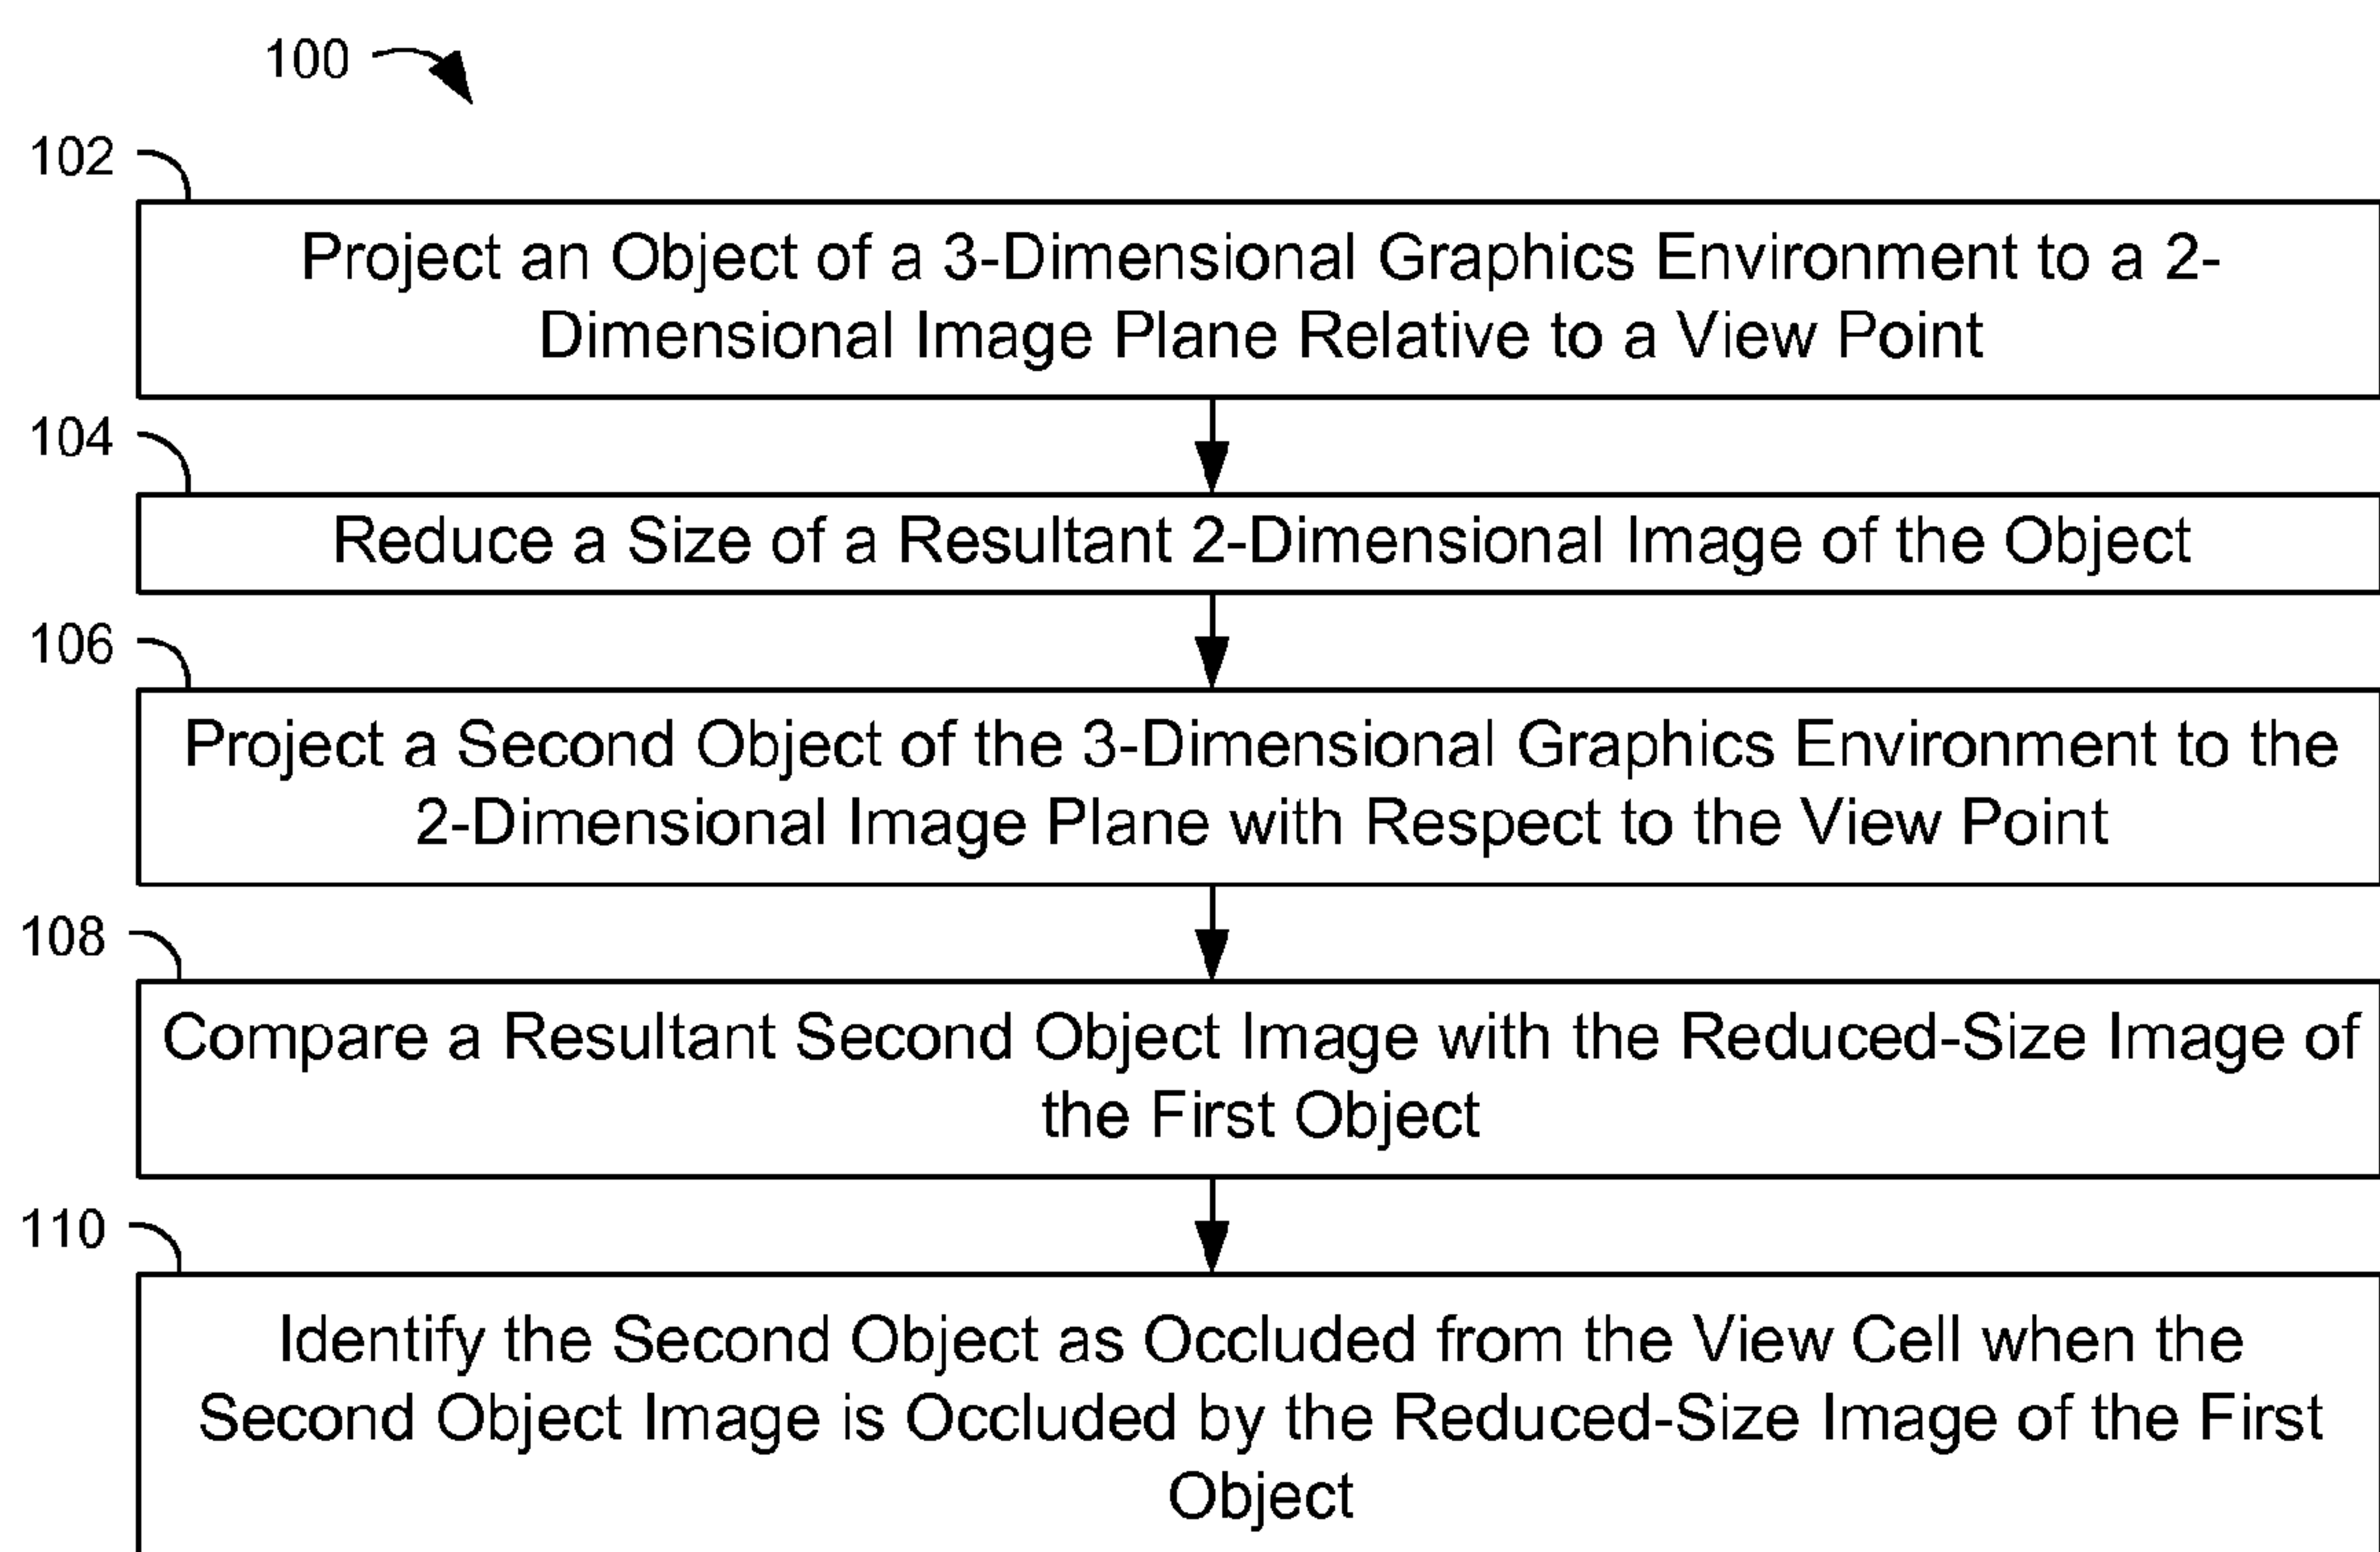 100
102
Project an Object of a 3-Dimensional Graphics Environment to a 2-
Dimensional Image Plane Relative to a View Point
104
Reduce a Size of a Resultant 2-Dimensional Image of the Object
106
Project a Second Object of the 3-Dimensional Graphics Environment to the
2-Dimensional Image Plane with Respect to the View Point
108
Compare a Resultant Second Object Image with the Reduced-Size Image of
the First Object
110
Identify the Second Object as Occluded from the View Cell when the
Second Object Image is Occluded by the Reduced-Size Image of the First
Object